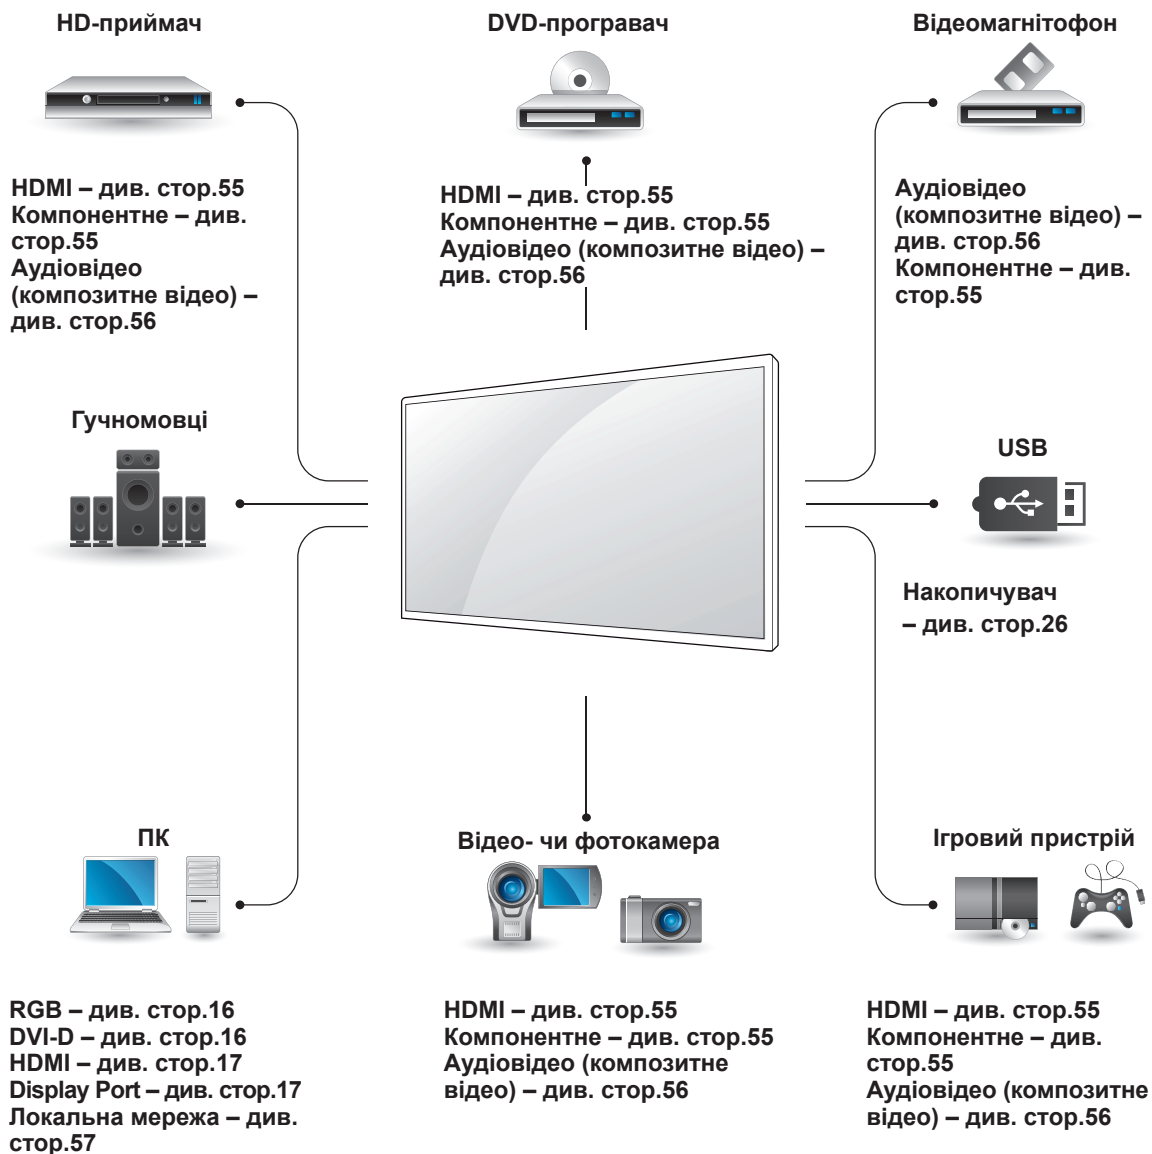 HD-приймач
HDMI – див. стор.55
Компонентне – див.
стор.55
Аудіовідео
(композитне відео) –
див. стор.56
DVD-програвач
HDMI – див. стор.55
Компонентне – див. стор.55
Аудіовідео (композитне відео) –
див. стор.56
Відеомагнітофон
Аудіовідео
(композитне відео) –
див. стор.56
Компонентне – див.
стор.55
Гучномовці
USB
Накопичувач
– див. стор.26
ПК
RGB – див. стор.16
DVI-D – див. стор.16
HDMI – див. стор.17
Display Port – див. стор.17
Локальна мережа – див.
стор.57
Відео- чи фотокамера
HDMI – див. стор.55
Компонентне – див. стор.55
Аудіовідео (композитне
відео) – див. стор.56
Ігровий пристрій
HDMI – див. стор.55
Компонентне – див.
стор.55
Аудіовідео (композитне
відео) – див. стор.56